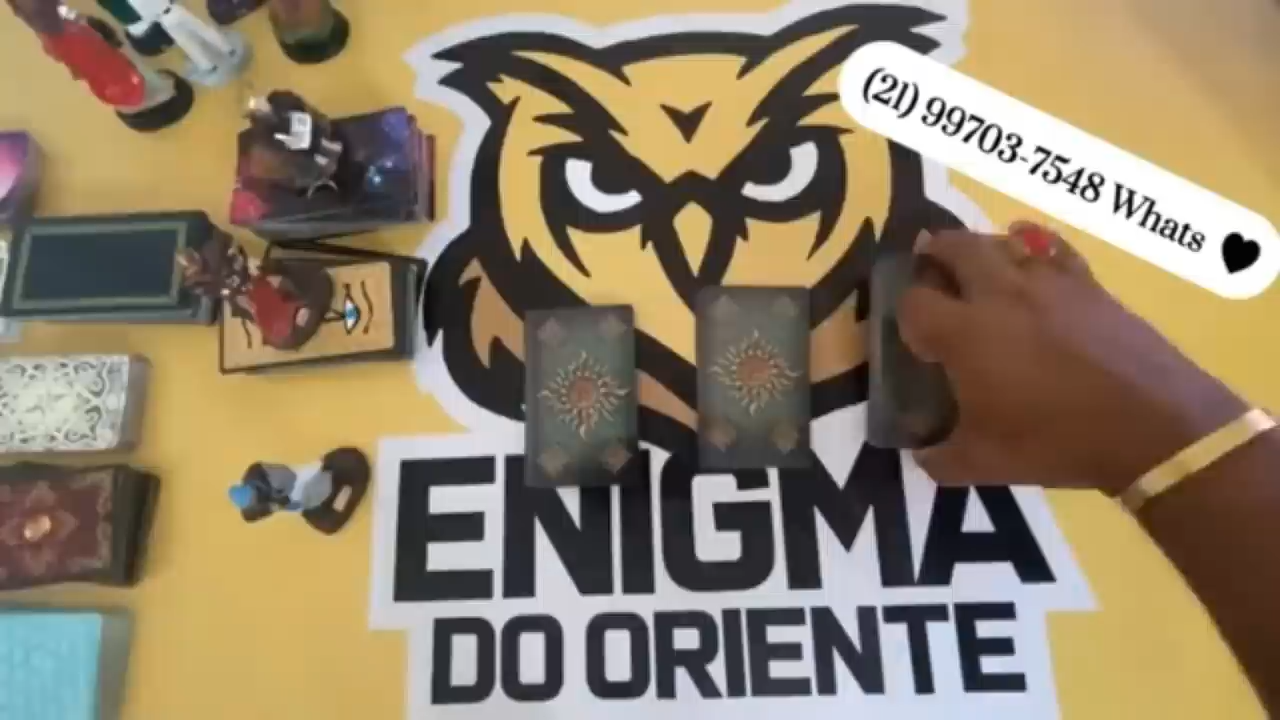 (21) 99703-7548 Whats 🖤
ENIGMA
DO ORIENTE